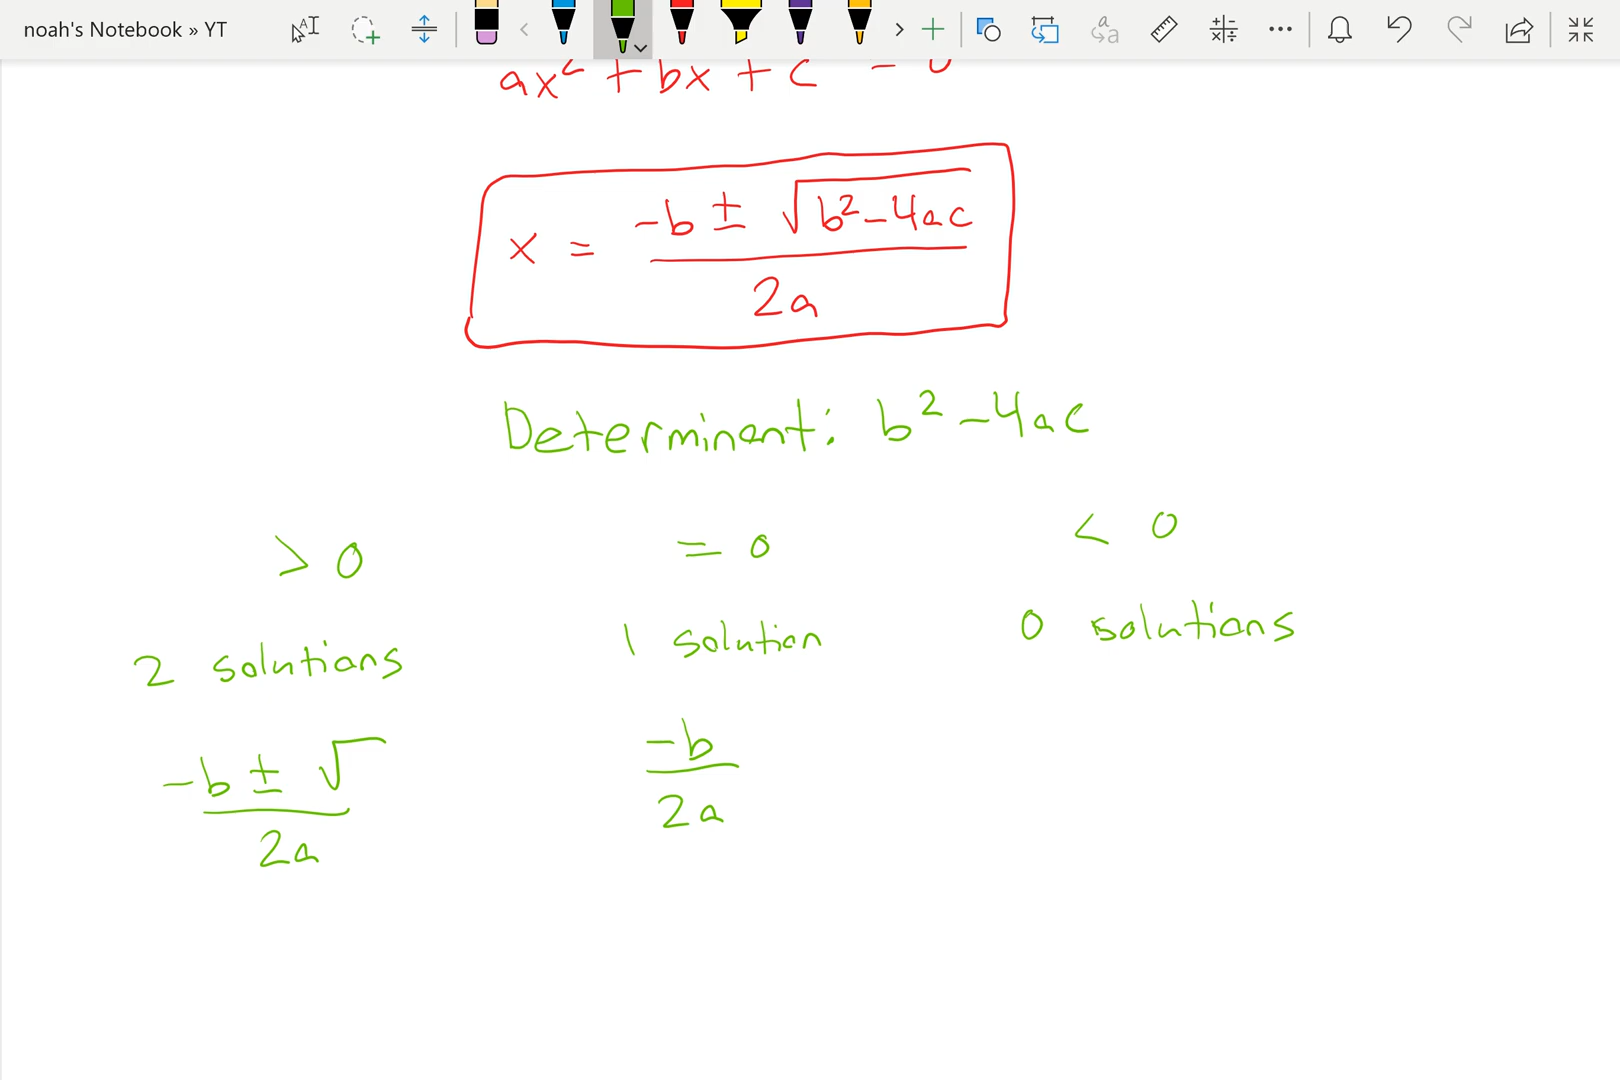 noah's Notebook » YT
ax² + bx + c = 0
x = -b ± √b²-4ac
2a
Determinant: b²-4ac
> 0 = 0 < 0
2 solutions 1 solution 0 solutions
-b ± √ -b
2a 2a